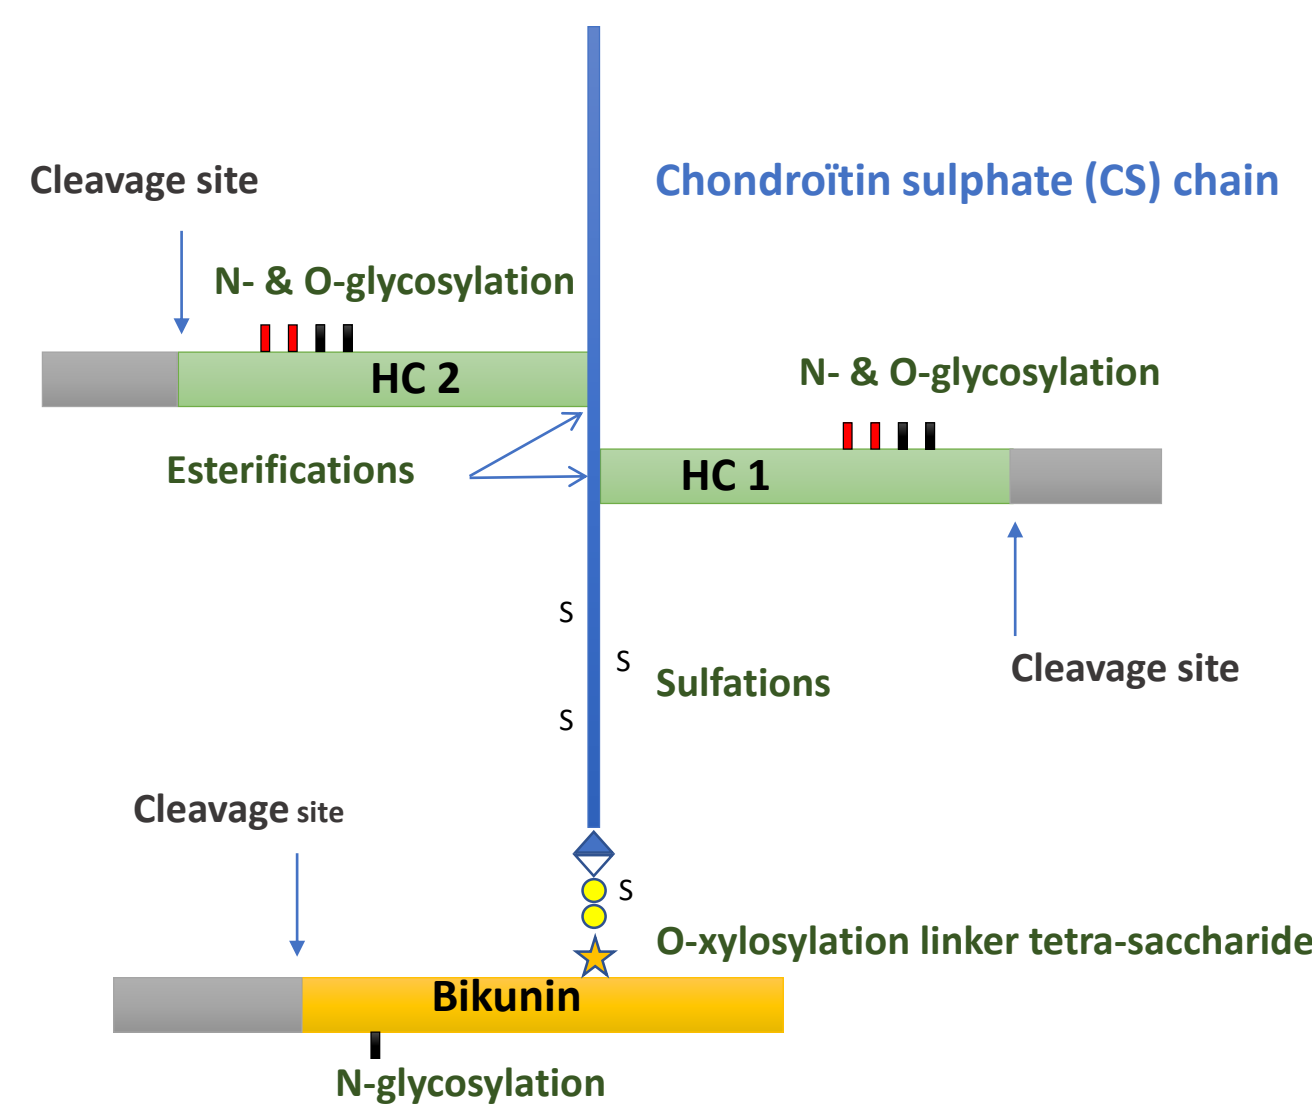 Cleavage site
Chondroïtin sulphate (CS) chain
N- & O-glycosylation
HC 2
N- & O-glycosylation
Esterifications
HC 1
S
S
Sulfations
Cleavage site
S
Cleavage site
S
O-xylosylation linker tetra-saccharide
Bikunin
N-glycosylation